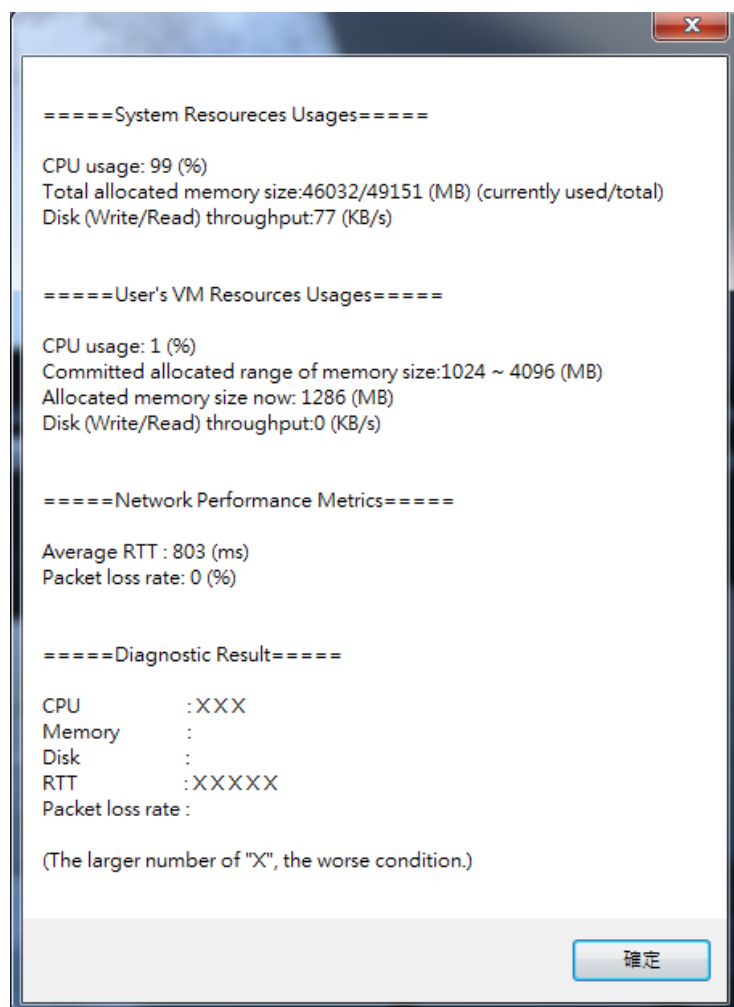 =====System Resoureces Usages=====
CPU usage: 99 (%)
Total allocated memory size:46032/49151 (MB) (currently used/total)
Disk (Write/Read) throughput:77 (KB/s)
=====User's VM Resources Usages=====
CPU usage: 1 (%)
Committed allocated range of memory size:1024 ~ 4096 (MB)
Allocated memory size now: 1286 (MB)
Disk (Write/Read) throughput:0 (KB/s)
=====Network Performance Metrics=====
Average RTT : 803 (ms)
Packet loss rate: 0 (%)
=====Diagnostic Result=====
CPU : X X X
Memory :
Disk :
RTT : X X X X X
Packet loss rate :
(The larger number of "X", the worse condition.)
確定